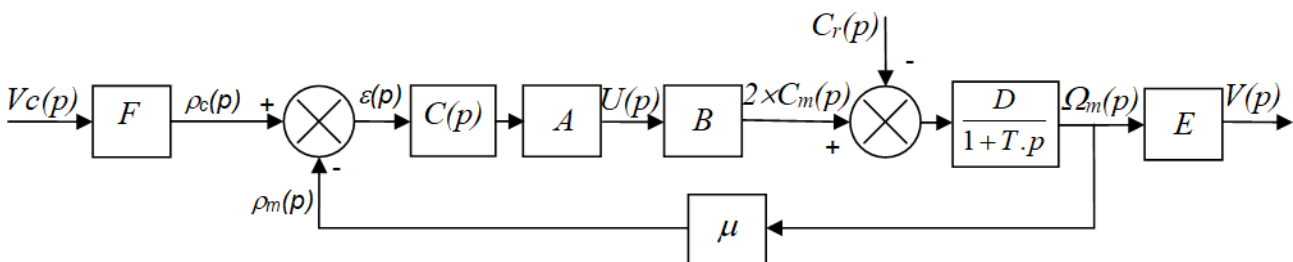 Cr(p)
-
Vc(p)
F
ρc(p)
+
ε(p)
C(p)
A
U(p)
B
2×Cm(p)
+
D
1+T.p
Ωm(p)
E
V(p)
-
ρm(p)
μ